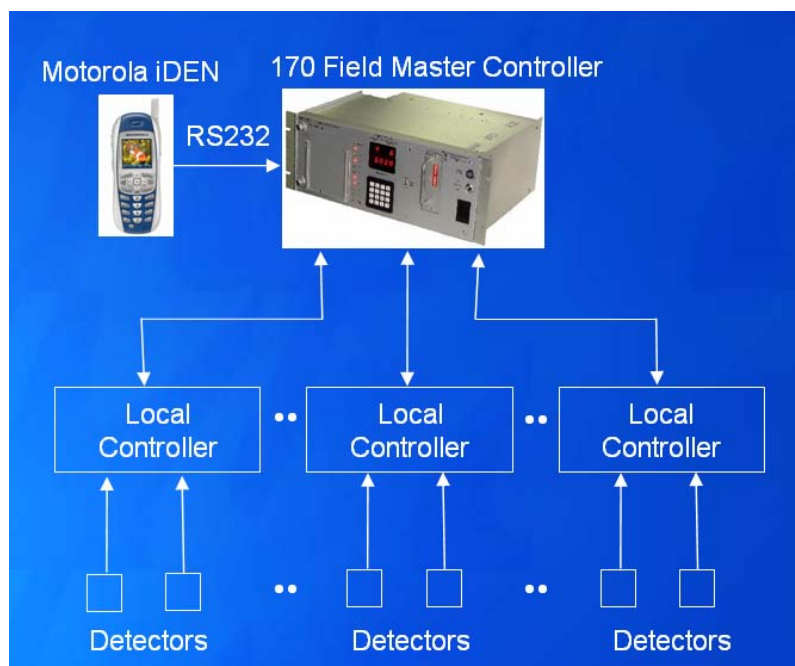 Motorola iDEN
170 Field Master Controller
RS232
Local
Controller
Local
Controller
Local
Controller
Detectors
Detectors
Detectors